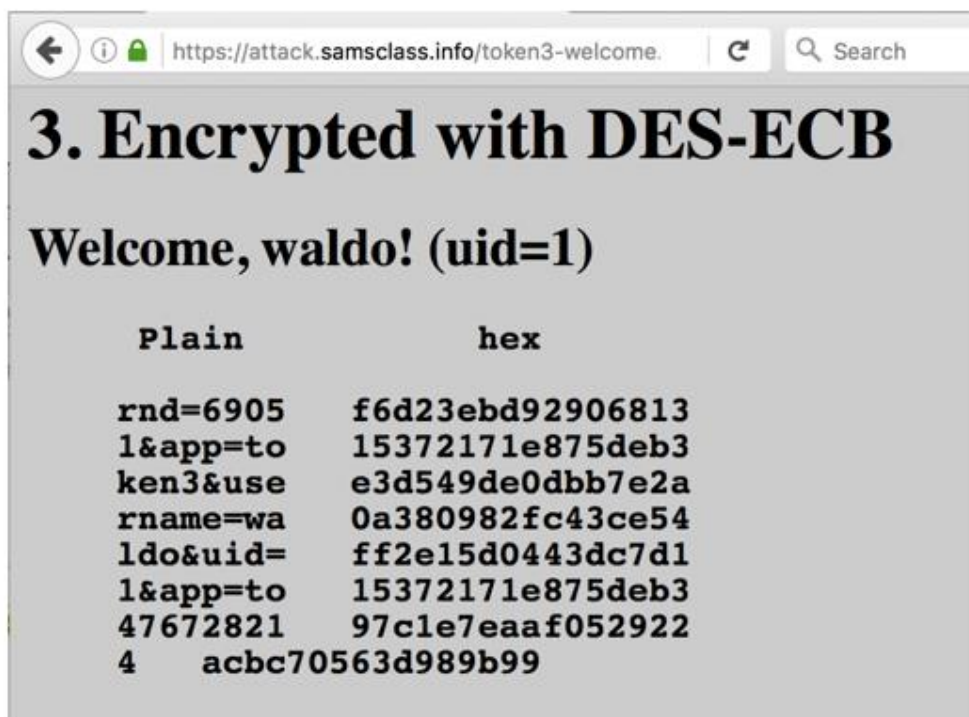 https://attack.samsclass.info/token3-welcome. Search
3. Encrypted with DES-ECB
Welcome, waldo! (uid=1)
Plain hex
rnd=6905 f6d23ebd92906813
1&app=to 15372171e875deb3
ken3&use e3d549de0dbb7e2a
rname=wa 0a380982fc43ce54
ldo&uid= ff2e15d0443dc7d1
1&app=to 15372171e875deb3
47672821 97c1e7eaaf052922
4 acbc70563d989b99